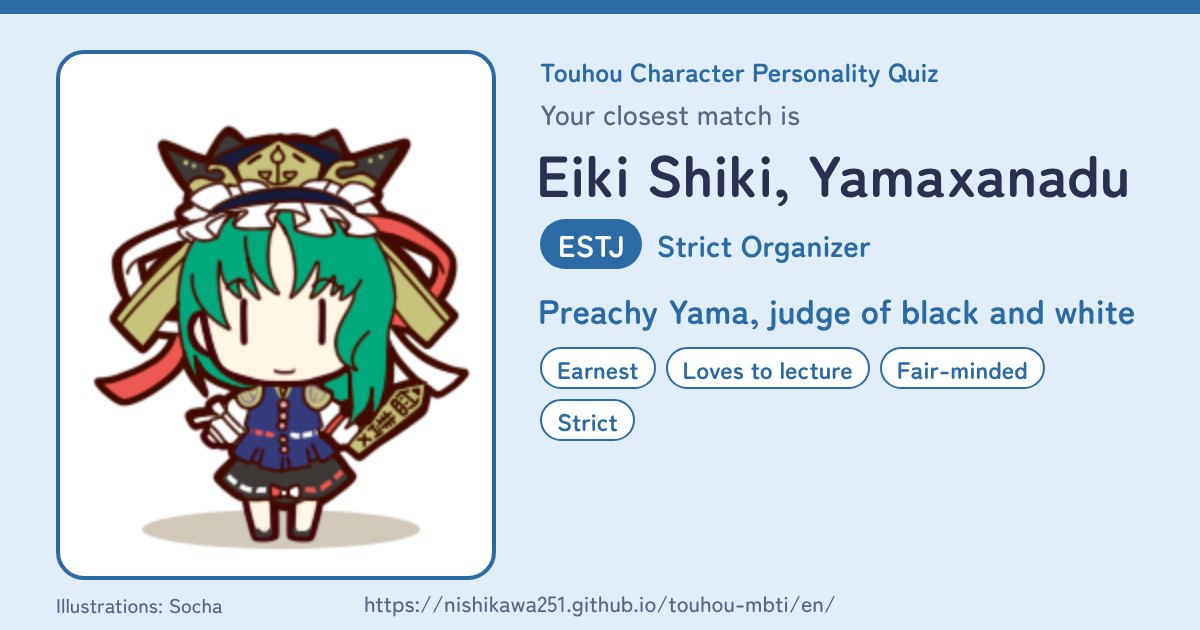 Touhou Character Personality Quiz
Your closest match is
Eiki Shiki, Yamaxanadu
ESTJ Strict Organizer
Preachy Yama, judge of black and white
Earnest Loves to lecture Fair-minded
Strict
Illustrations: Socha https://nishikawa251.github.io/touhou-mbti/en/